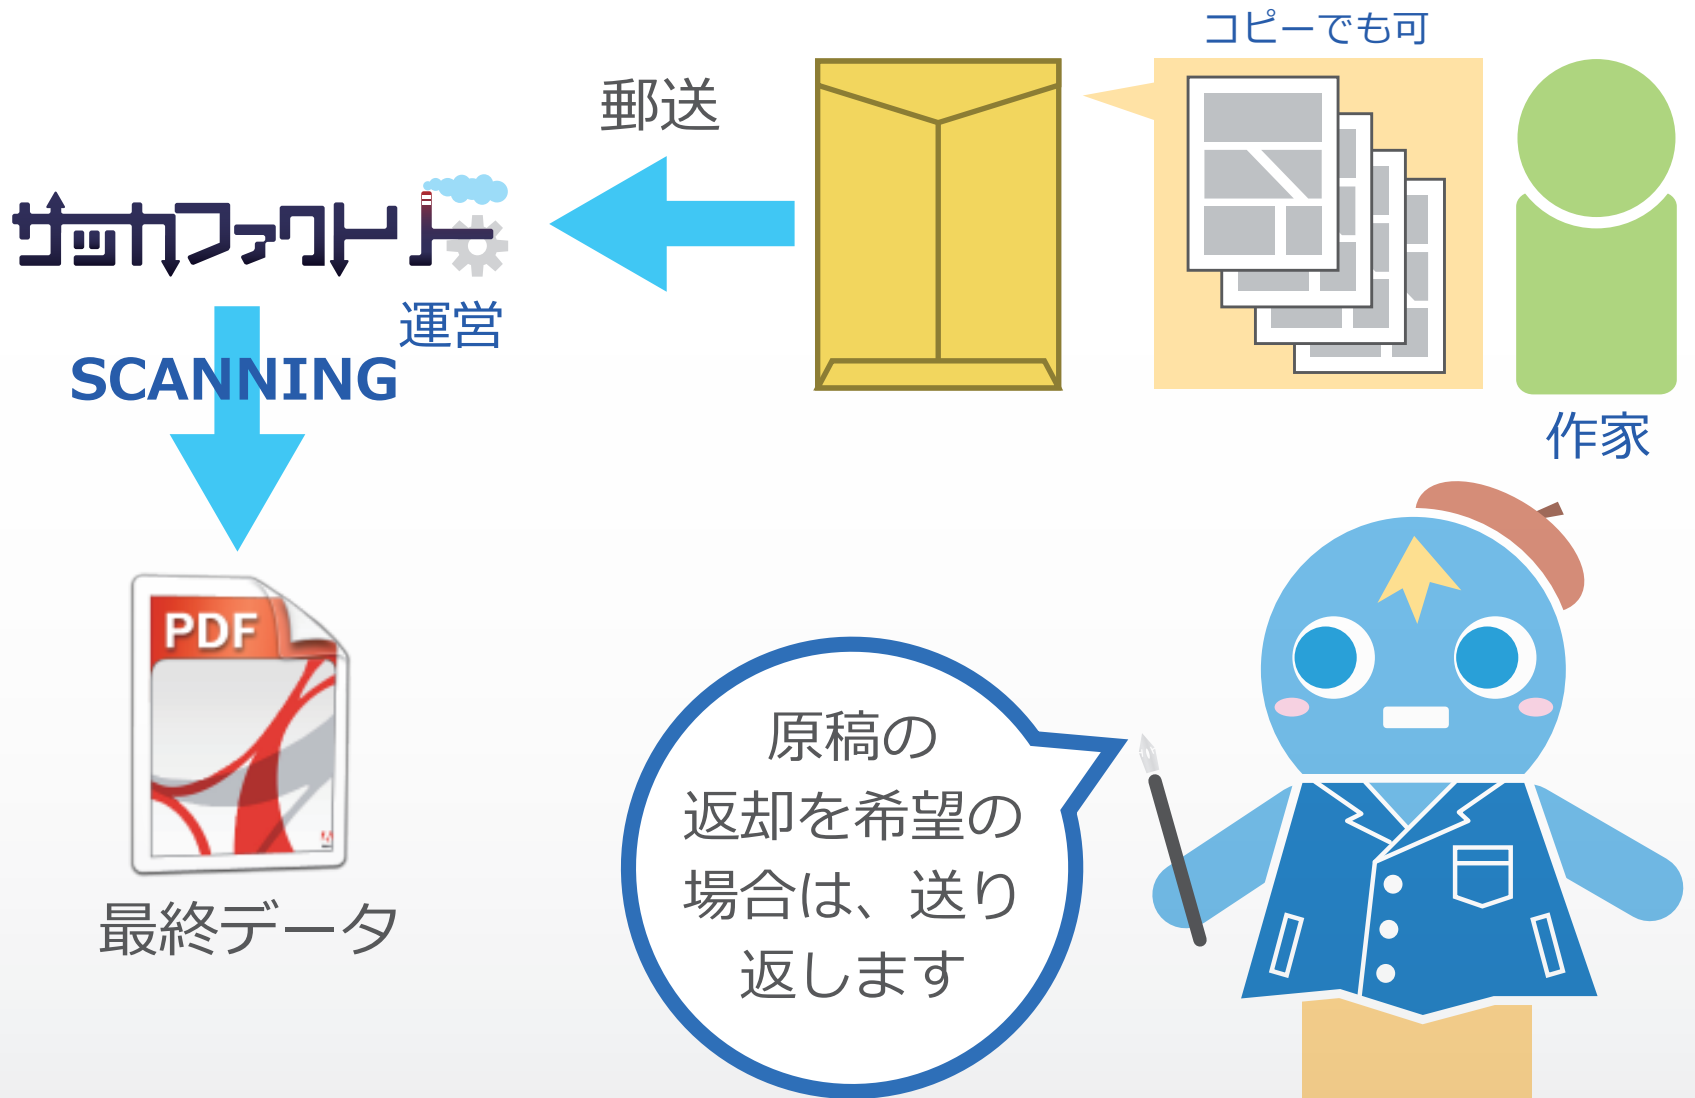 コピーでも可
郵送
サッカファクトリー
運営
SCANNING
作家
PDF
原稿の
返却を希望の
場合は、送り
返します
最終データ